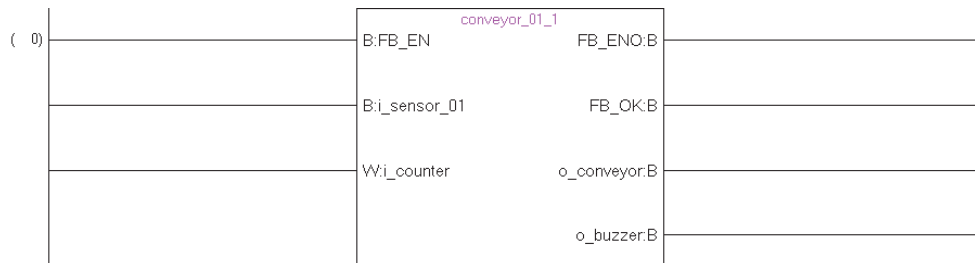 conveyor_01_1
( 0) B:FB_EN FB_ENO:B
B:i_sensor_01 FB_OK:B
W:i_counter o_conveyor:B
o_buzzer:B